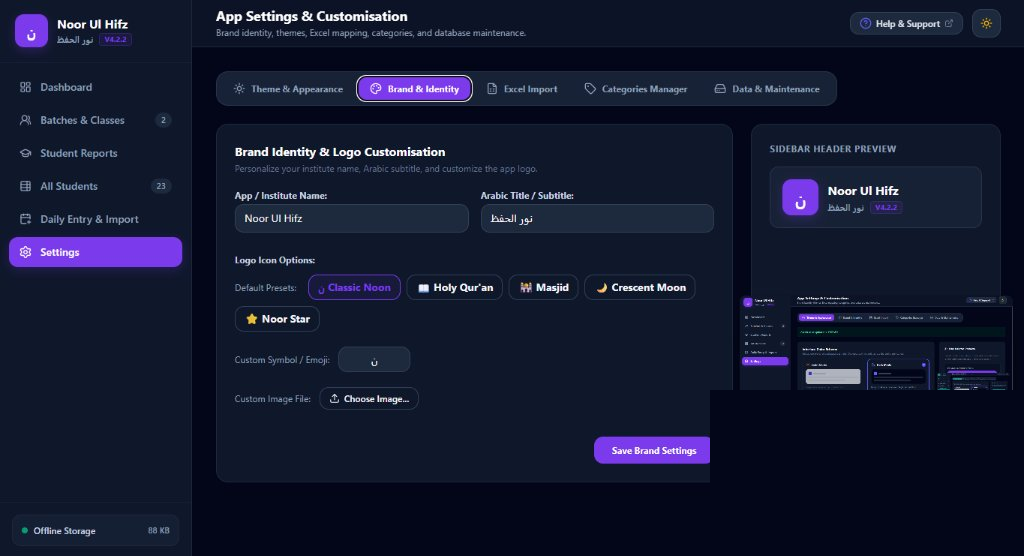 ن
Noor Ul Hifz
نور الحفظ V4.2.2
Dashboard
Batches & Classes 2
Student Reports
All Students 23
Daily Entry & Import
Settings
Offline Storage 88 KB
App Settings & Customisation
Brand identity, themes, Excel mapping, categories, and database maintenance.
Help & Support
Theme & Appearance
Brand & Identity
Excel Import
Categories Manager
Data & Maintenance
Brand Identity & Logo Customisation
Personalize your institute name, Arabic subtitle, and customize the app logo.
App / Institute Name:
Noor Ul Hifz
Arabic Title / Subtitle:
نور الحفظ
Logo Icon Options:
Default Presets:
ن Classic Noon
Holy Qur'an
Masjid
Crescent Moon
Noor Star
Custom Symbol / Emoji:
ن
Custom Image File:
Choose Image...
Save Brand Settings
SIDEBAR HEADER PREVIEW
ن
Noor Ul Hifz
نور الحفظ V4.2.2
App Settings & Customisation